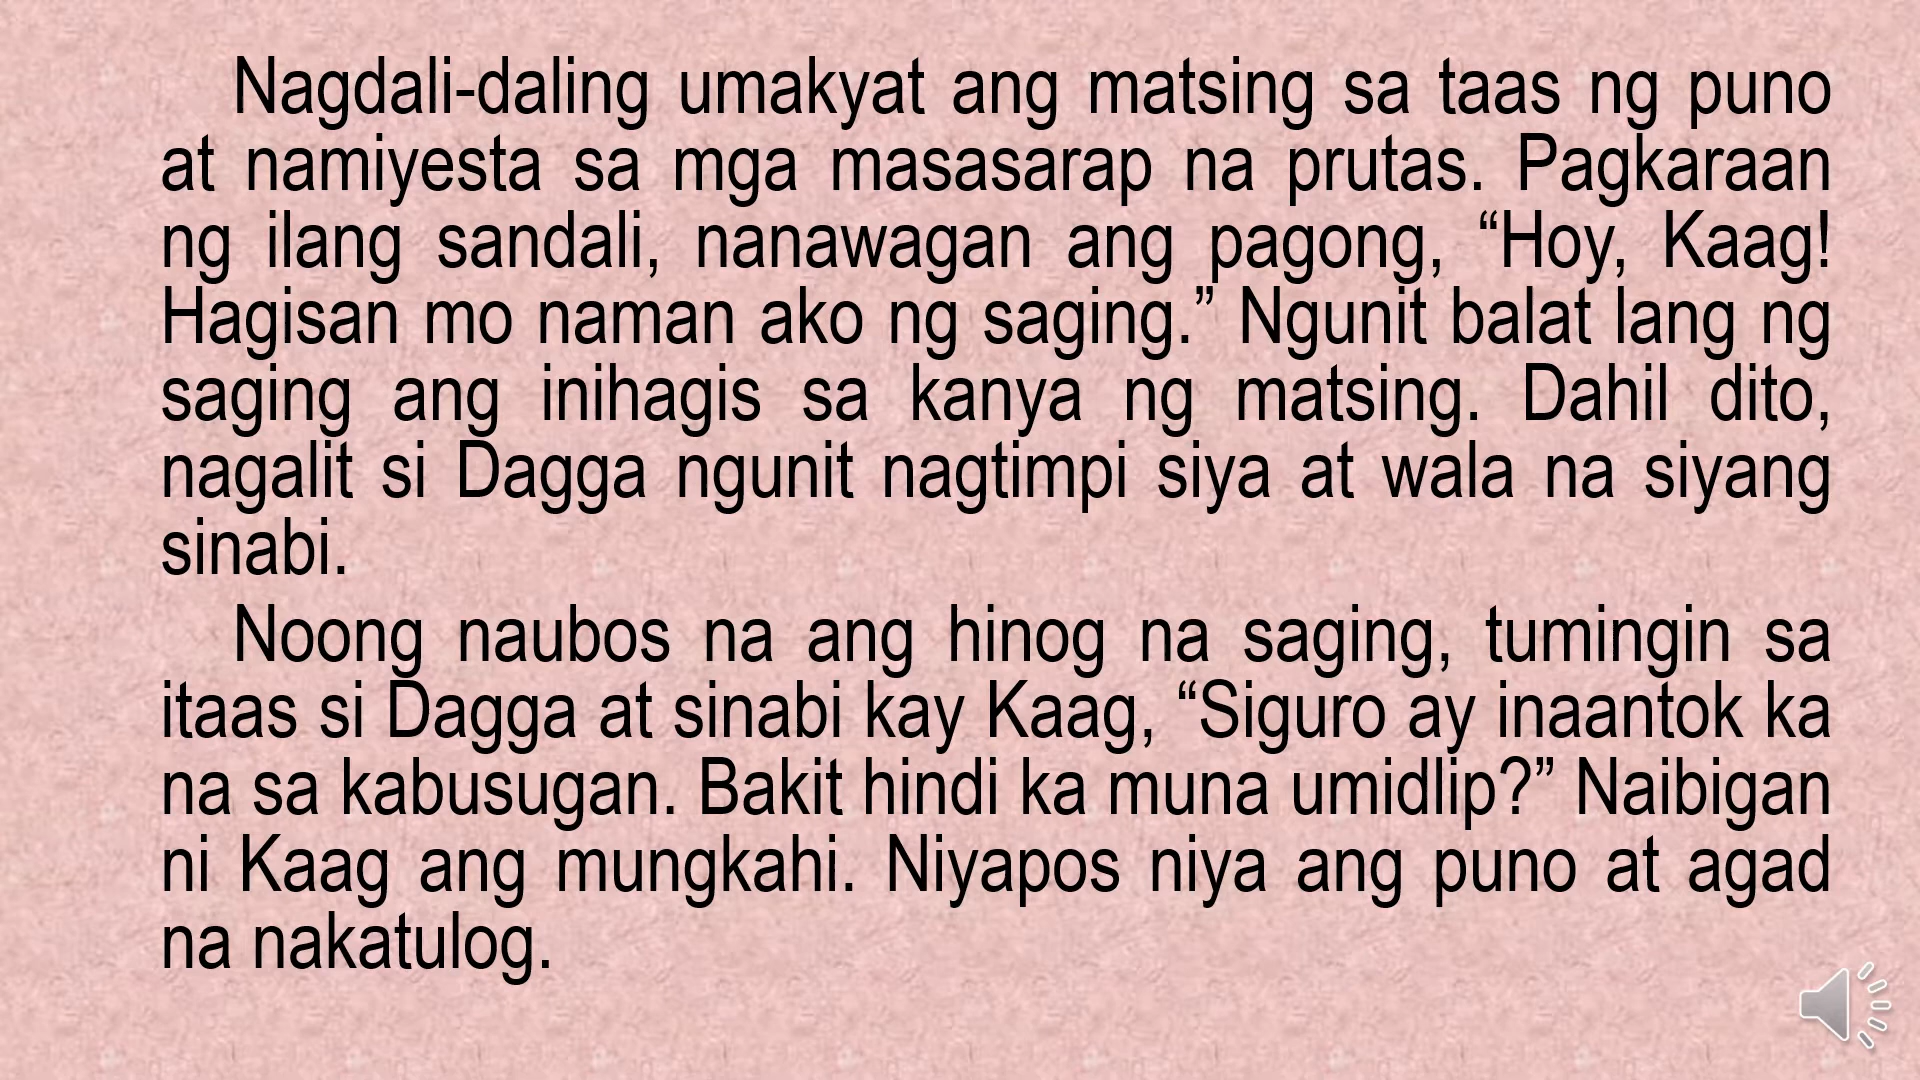 Nagdali-daling umakyat ang matsing sa taas ng puno
at namiyesta sa mga masasarap na prutas. Pagkaraan
ng ilang sandali, nanawagan ang pagong, “Hoy, Kaag!
Hagisan mo naman ako ng saging.” Ngunit balat lang ng
saging ang inihagis sa kanya ng matsing. Dahil dito,
nagalit si Dagga ngunit nagtimpi siya at wala na siyang
sinabi.
Noong naubos na ang hinog na saging, tumingin sa
itaas si Dagga at sinabi kay Kaag, “Siguro ay inaantok ka
na sa kabusugan. Bakit hindi ka muna umidlip?” Naibigan
ni Kaag ang mungkahi. Niyapos niya ang puno at agad
na nakatulog.